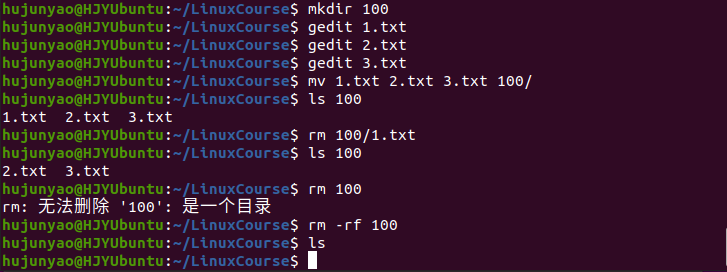 hujunyao@HJYUbuntu:~/LinuxCourse$ mkdir 100
hujunyao@HJYUbuntu:~/LinuxCourse$ gedit 1.txt
hujunyao@HJYUbuntu:~/LinuxCourse$ gedit 2.txt
hujunyao@HJYUbuntu:~/LinuxCourse$ gedit 3.txt
hujunyao@HJYUbuntu:~/LinuxCourse$ mv 1.txt 2.txt 3.txt 100/
hujunyao@HJYUbuntu:~/LinuxCourse$ ls 100
1.txt  2.txt  3.txt
hujunyao@HJYUbuntu:~/LinuxCourse$ rm 100/1.txt
hujunyao@HJYUbuntu:~/LinuxCourse$ ls 100
2.txt  3.txt
hujunyao@HJYUbuntu:~/LinuxCourse$ rm 100
rm: 无法删除 '100': 是一个目录
hujunyao@HJYUbuntu:~/LinuxCourse$ rm -rf 100
hujunyao@HJYUbuntu:~/LinuxCourse$ ls
hujunyao@HJYUbuntu:~/LinuxCourse$